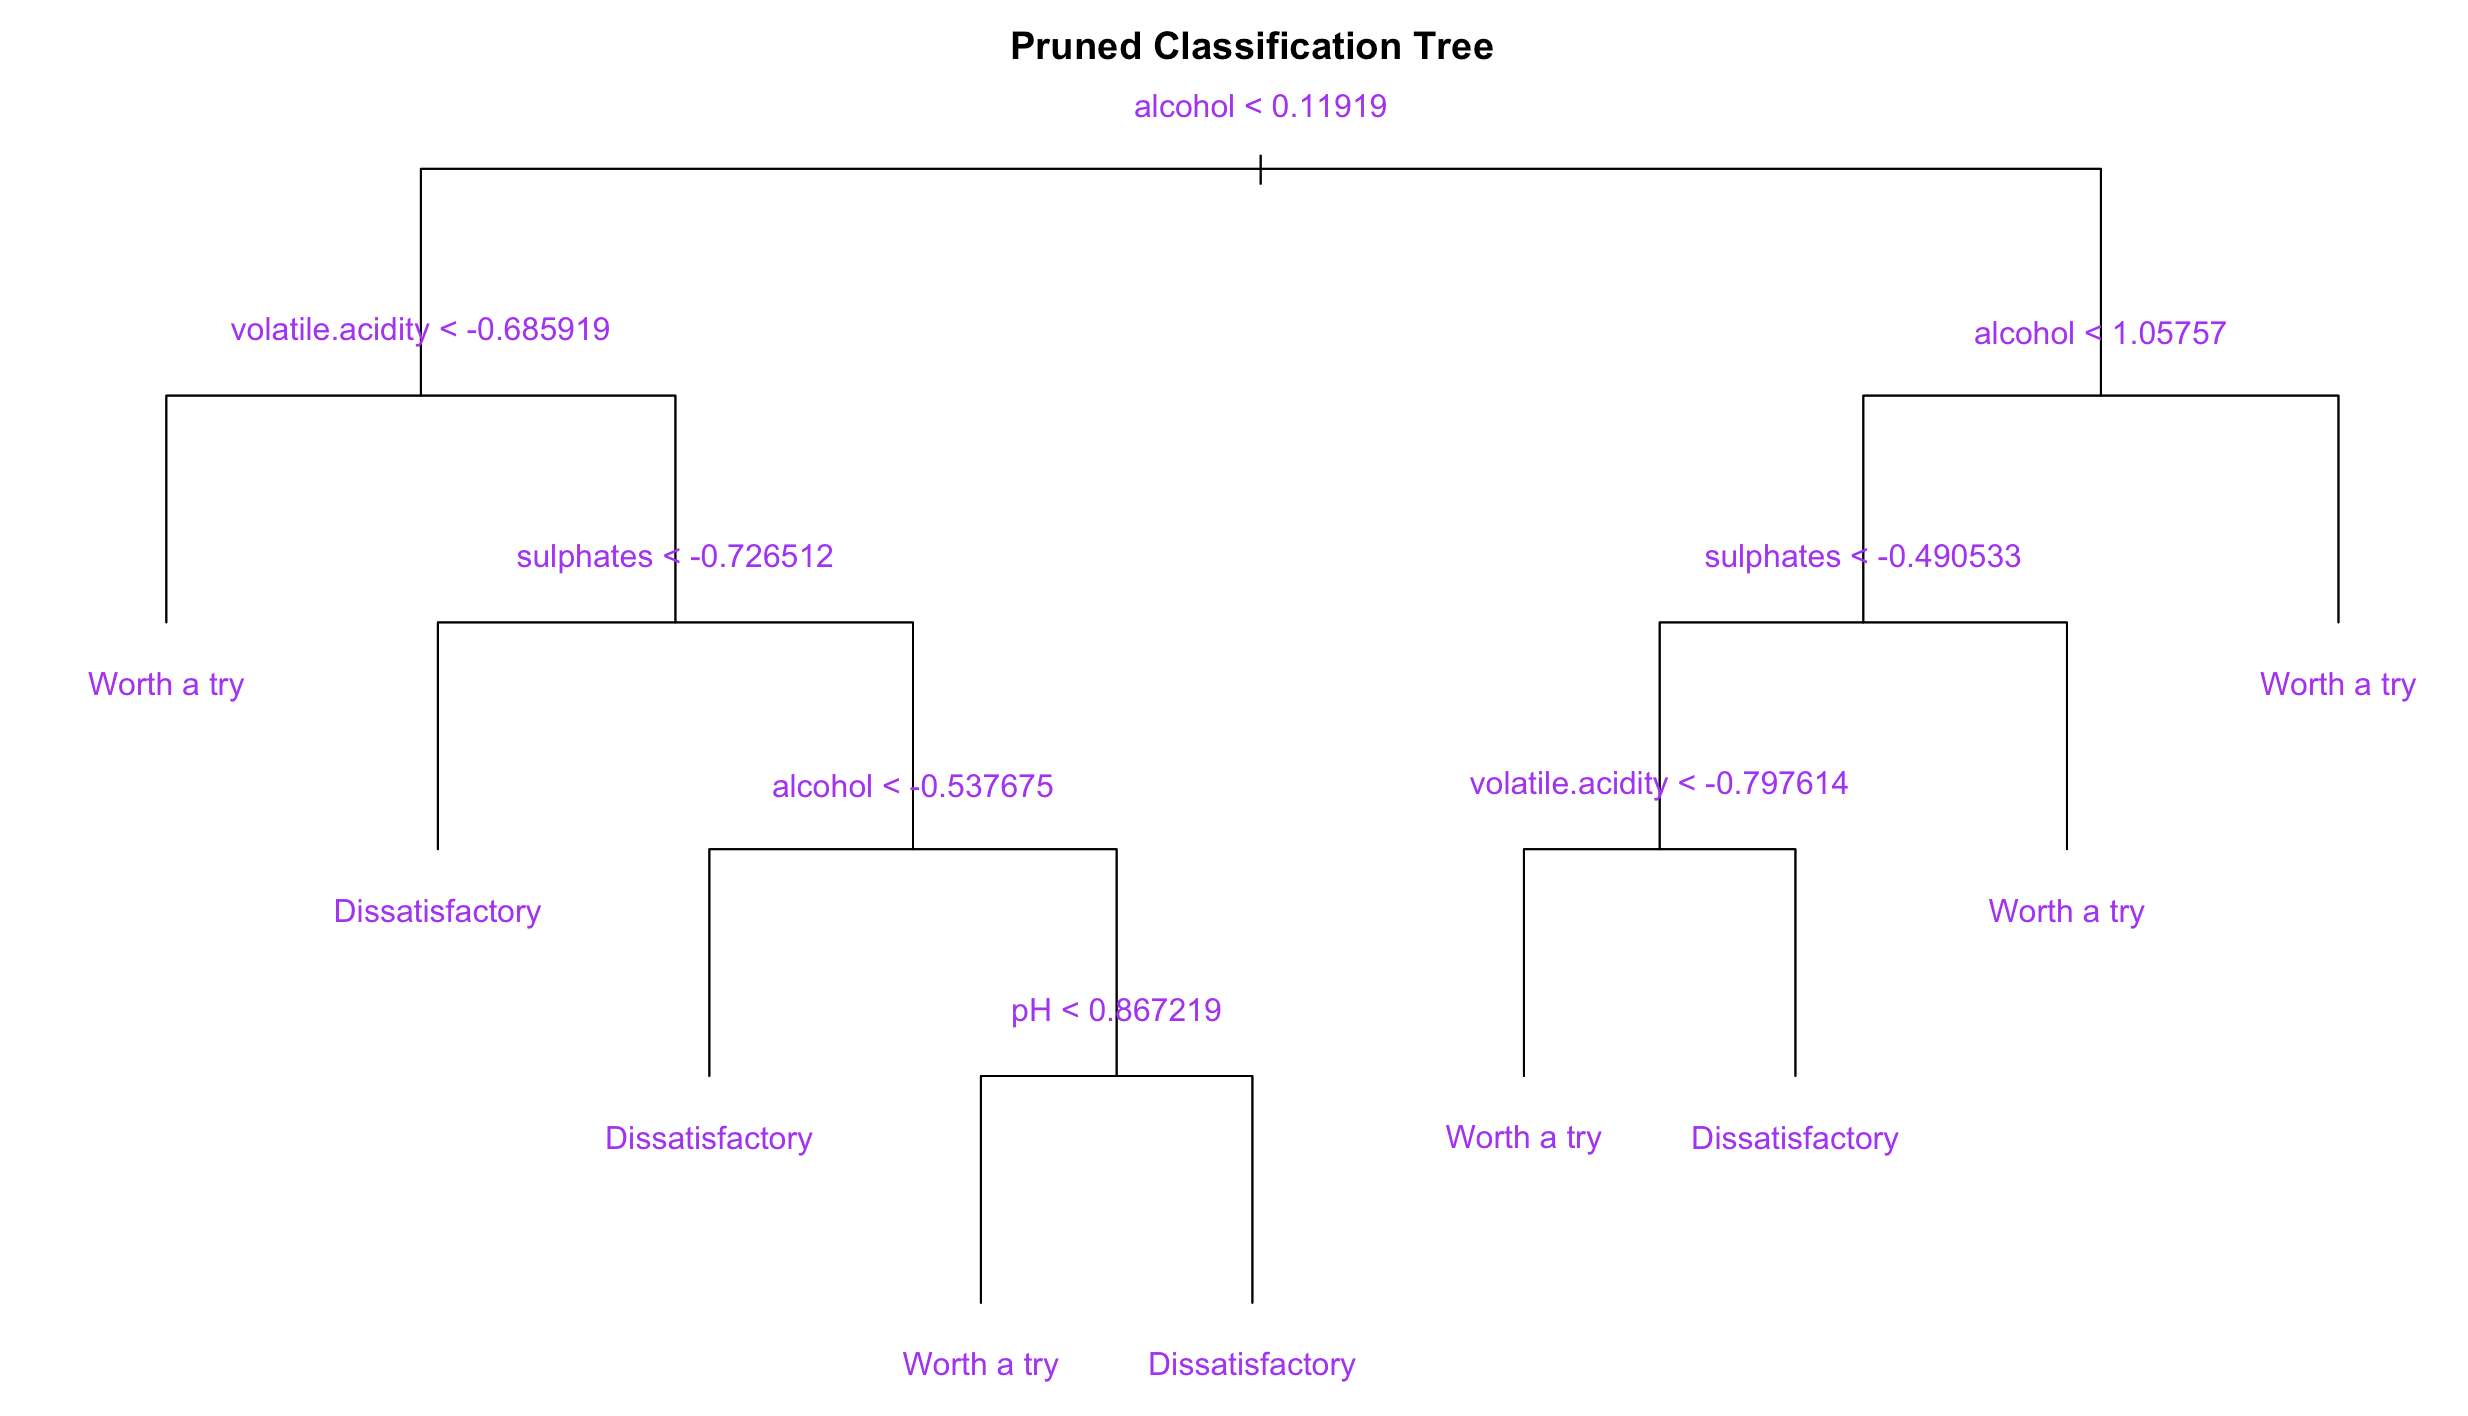 Pruned Classification Tree
alcohol < 0.11919
volatile.acidity < -0.685919
alcohol < 1.05757
sulphates < -0.726512
sulphates < -0.490533
Worth a try
Worth a try
alcohol < -0.537675
volatile.acidity < -0.797614
Dissatisfactory
Worth a try
pH < 0.867219
Dissatisfactory
Worth a try
Dissatisfactory
Worth a try
Dissatisfactory